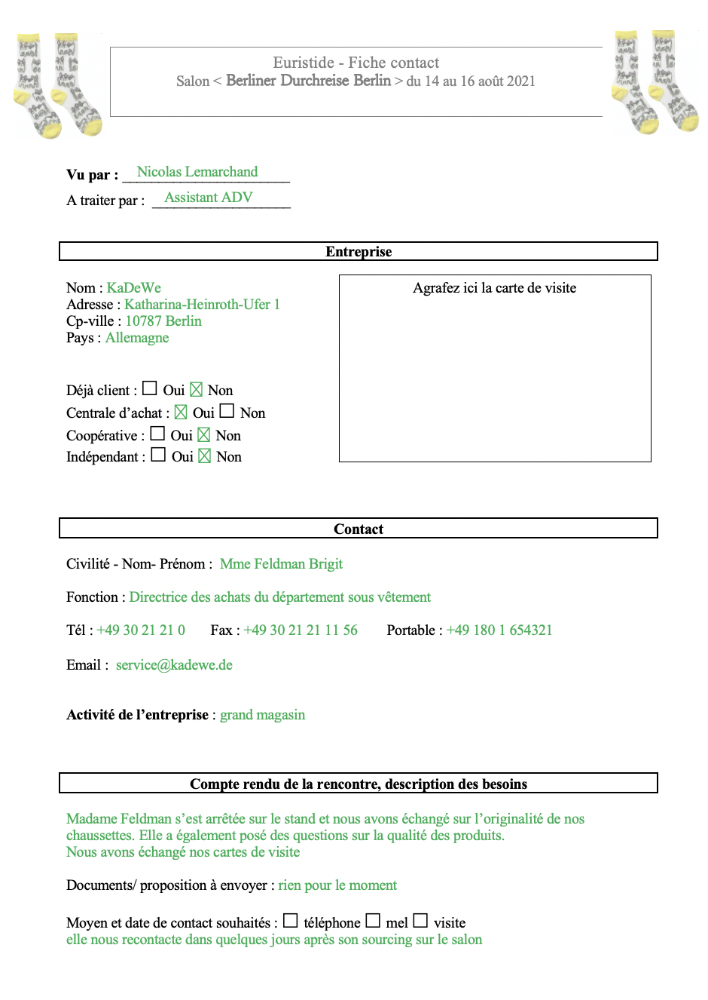 Euristide - Fiche contact
Salon < Berliner Durchreise Berlin > du 14 au 16 août 2021
Vu par : Nicolas Lemarchand
A traiter par : Assistant ADV
Entreprise
Nom : KaDeWe
Adresse : Katharina-Heinroth-Ufer 1
Cp-ville : 10787 Berlin
Pays : Allemagne
Agrafez ici la carte de visite
Déjà client : ☐ Oui ☒ Non
Centrale d’achat : ☒ Oui ☐ Non
Coopérative : ☐ Oui ☒ Non
Indépendant : ☐ Oui ☒ Non
Contact
Civilité - Nom- Prénom : Mme Feldman Brigit
Fonction : Directrice des achats du département sous vêtement
Tél : +49 30 21 21 0 Fax : +49 30 21 21 11 56 Portable : +49 180 1 654321
Email : service@kadewe.de
Activité de l’entreprise : grand magasin
Compte rendu de la rencontre, description des besoins
Madame Feldman s’est arrêtée sur le stand et nous avons échangé sur l’originalité de nos
chaussettes. Elle a également posé des questions sur la qualité des produits.
Nous avons échangé nos cartes de visite
Documents/ proposition à envoyer : rien pour le moment
Moyen et date de contact souhaités : ☐ téléphone ☐ mel ☐ visite
elle nous recontacte dans quelques jours après son sourcing sur le salon